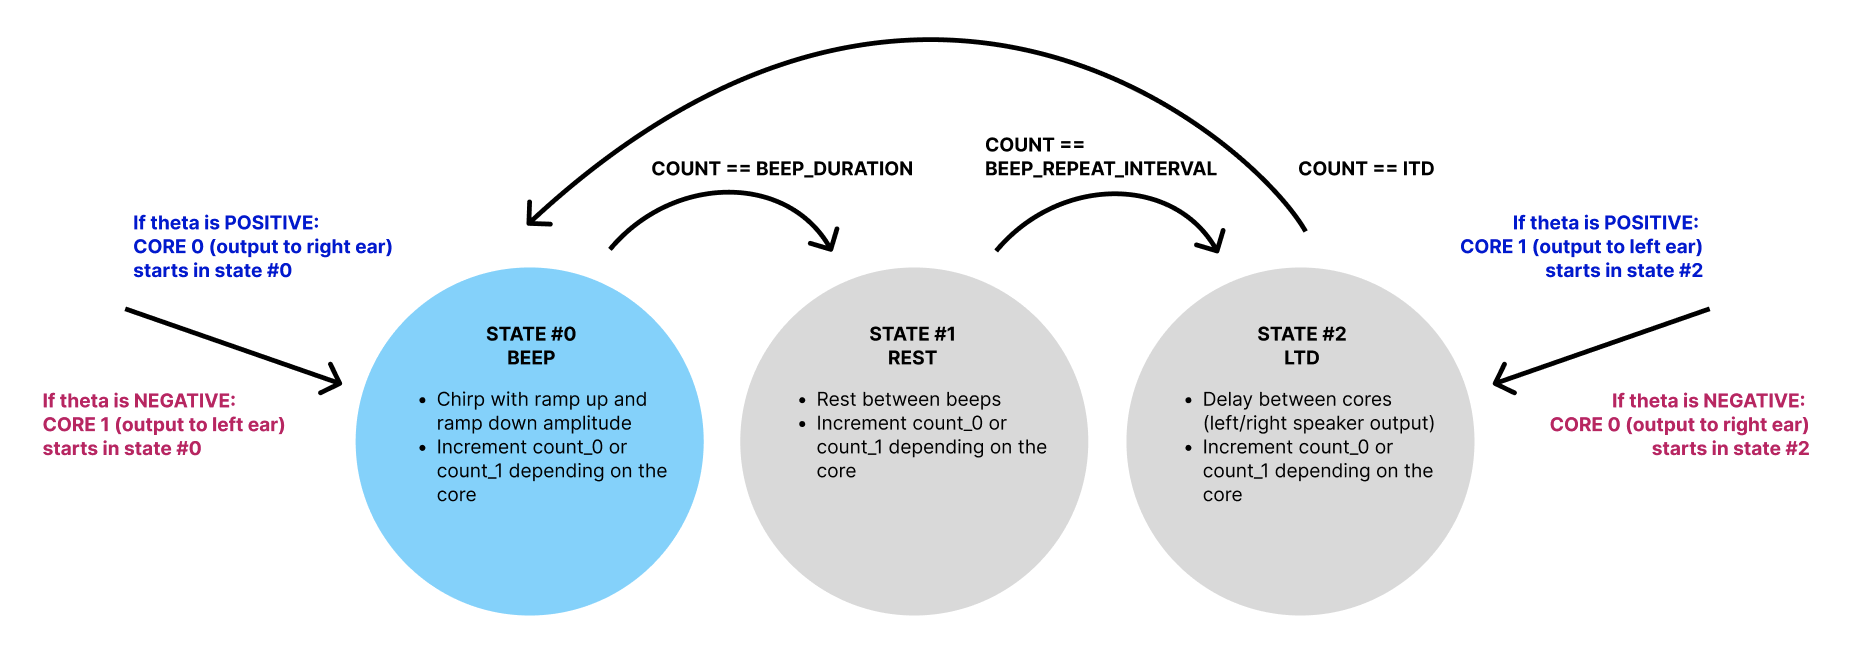 COUNT ==
BEEP_REPEAT_INTERVAL
COUNT == BEEP_DURATION
COUNT == ITD
If theta is POSITIVE:
CORE 0 (output to right ear)
starts in state #0
If theta is POSITIVE:
CORE 1 (output to left ear)
starts in state #2
If theta is NEGATIVE:
CORE 1 (output to left ear)
starts in state #0
STATE #0
BEEP
• Chirp with ramp up and
ramp down amplitude
• Increment count_0 or
count_1 depending on the
core
STATE #1
REST
• Rest between beeps
• Increment count_0 or
count_1 depending on the
core
STATE #2
LTD
• Delay between cores
(left/right speaker output)
• Increment count_0 or
count_1 depending on the
core
If theta is NEGATIVE:
CORE 0 (output to right ear)
starts in state #2